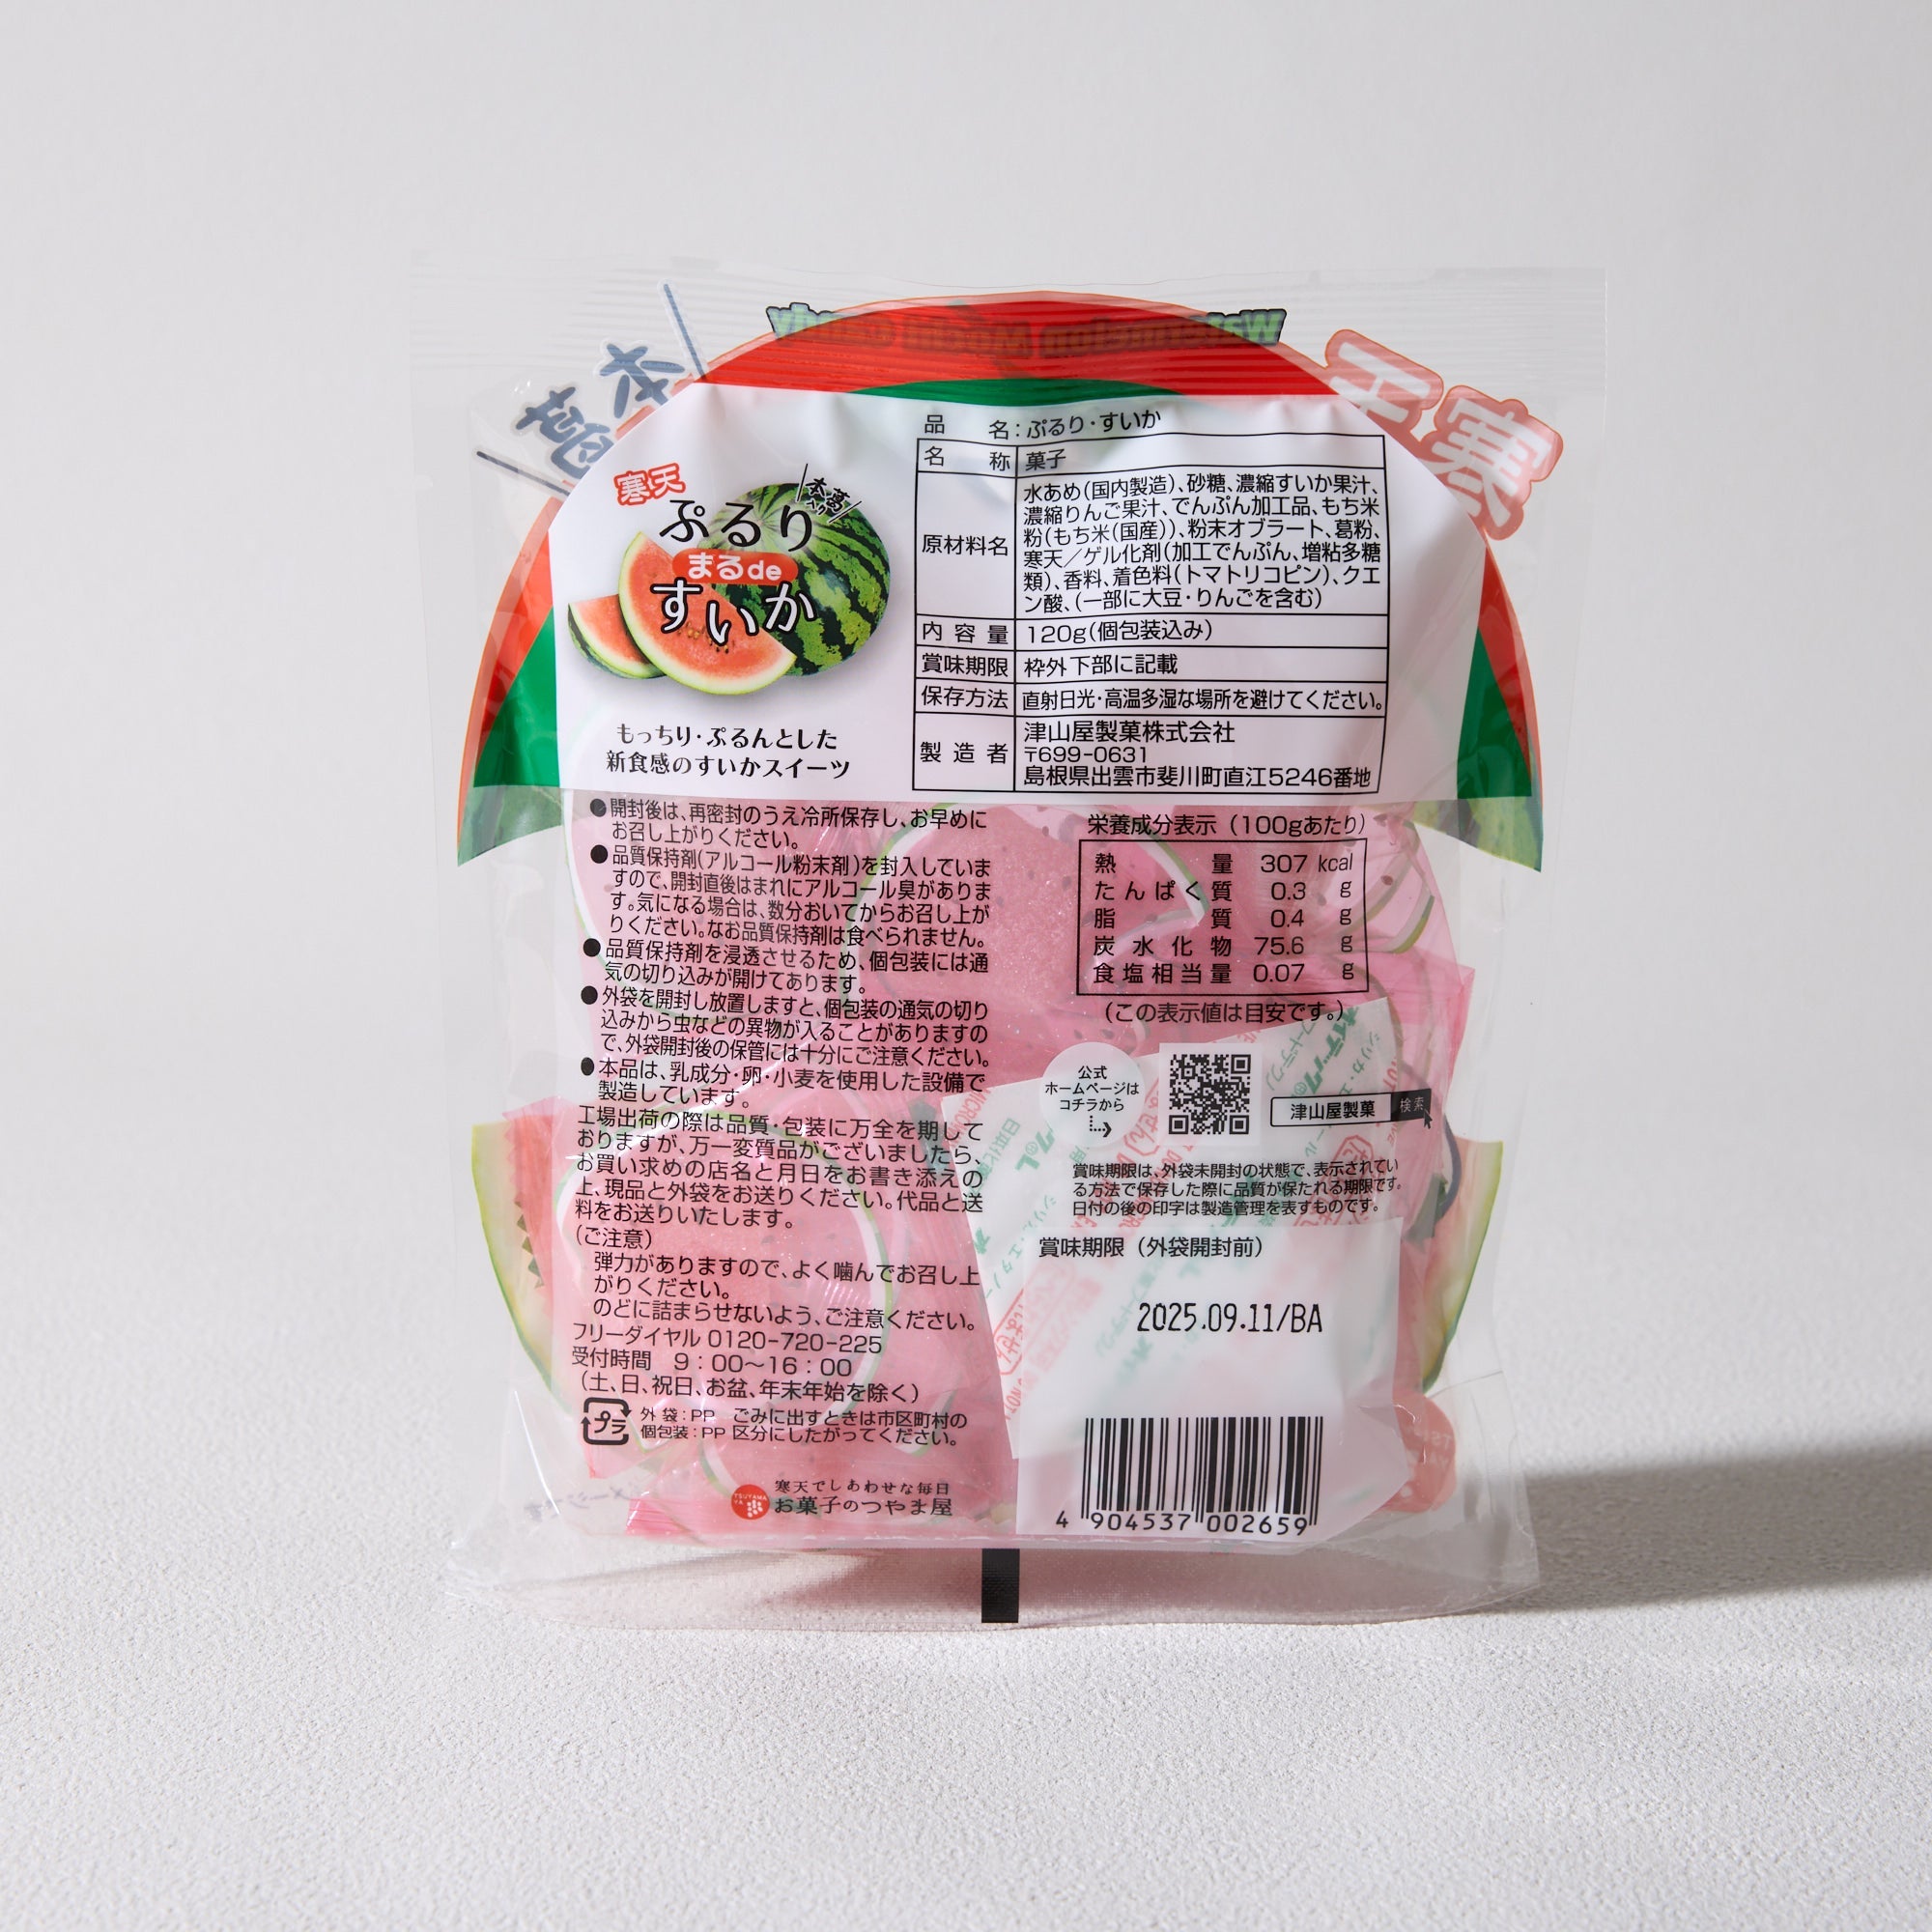 本葛
寒天
Watermelon Mochi candy
寒天
ぷるり
本葛入り
まるde
すいか
もっちり・ぷるんとした
新食感のすいかスイーツ
品　名：ぷるり・すいか
名　称 菓子
原材料名 水あめ（国内製造）、砂糖、濃縮すいか果汁、
濃縮りんご果汁、でんぷん加工品、もち米
粉（もち米（国産））、粉末オブラート、葛粉、
寒天／ゲル化剤（加工でんぷん、増粘多糖
類）、香料、着色料（トマトリコピン）、クエ
ン酸、（一部に大豆・りんごを含む）
内容量 120g（個包装込み）
賞味期限 枠外下部に記載
保存方法 直射日光・高温多湿な場所を避けてください。
製造者 津山屋製菓株式会社
〒699-0631
島根県出雲市斐川町直江5246番地
●開封後は、再密封のうえ冷所保存し、お早めに
お召し上がりください。
●品質保持剤（アルコール粉末剤）を封入していま
すので、開封直後はまれにアルコール臭がありま
す。気になる場合は、数分おいてからお召し上が
りください。なお品質保持剤は食べられません。
●品質保持剤を浸透させるため、個包装には通
気の切り込みが開けてあります。
●外袋を開封し放置しますと、個包装の通気の切り
込みから虫などの異物が入ることがありますの
で、外袋開封後の保管には十分にご注意ください。
●本品は、乳成分・卵・小麦を使用した設備で
製造しています。
工場出荷の際は品質・包装に万全を期して
おりますが、万一変質品がございましたら、
お買い求めの店名と月日をお書き添えの
上、現品と外袋をお送りください。代品と送
料をお送りいたします。
（ご注意）
弾力がありますので、よく噛んでお召し上
がりください。
のどに詰まらせないよう、ご注意ください。
フリーダイヤル 0120-720-225
受付時間　9：00〜16：00
（土、日、祝日、お盆、年末年始を除く）
プラ
外袋：PP　ごみに出すときは市区町村の
個包装：PP 区分にしたがってください。
TSUYAMAYA
寒天でしあわせな毎日
お菓子のつやま屋
栄養成分表示（100gあたり）
熱量 307 kcal
たんぱく質 0.3 g
脂質 0.4 g
炭水化物 75.6 g
食塩相当量 0.07 g
（この表示値は目安です。）
公式
ホームページは
コチラから
津山屋製菓 検索
賞味期限は、外袋未開封の状態で、表示されてい
る方法で保存した際に品質が保たれる期限です。
日付の後の印字は製造管理を表すものです。
賞味期限（外袋開封前）
2025.09.11/BA
4 904537 002659